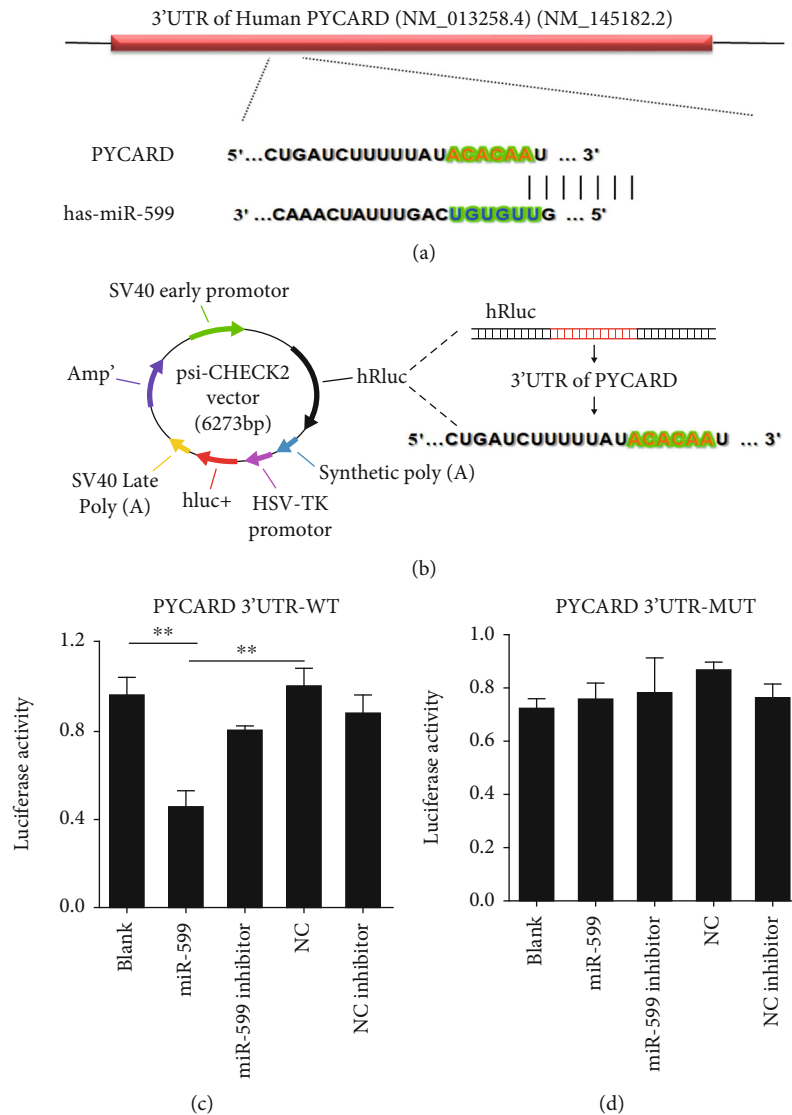 3'UTR of Human PYCARD (NM_013258.4) (NM_145182.2)
PYCARD 5'...CUGAUCUUUUUAUACACAAU ... 3'
has-miR-599 3' ...CAAACUAUUUGACUGUGUUG ... 5'
(a)
SV40 early promotor
Amp'
psi-CHECK2
vector
(6273bp)
hRluc
Synthetic poly (A)
HSV-TK
promotor
hluc+
SV40 Late
Poly (A)
hRluc
3'UTR of PYCARD
5'...CUGAUCUUUUUAUACACAAU ... 3'
(b)
PYCARD 3'UTR-WT
Luciferase activity
1.2
0.8
0.4
0.0
**
**
Blank
miR-599
miR-599 inhibitor
NC
NC inhibitor
(c)
PYCARD 3'UTR-MUT
Luciferase activity
1.0
0.8
0.6
0.4
0.2
0.0
Blank
miR-599
miR-599 inhibitor
NC
NC inhibitor
(d)